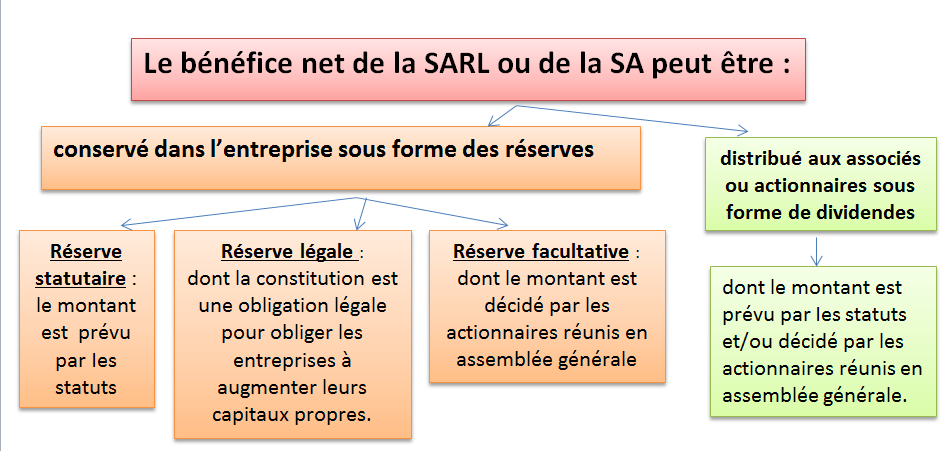 Le bénéfice net de la SARL ou de la SA peut être :
conservé dans l’entreprise sous forme des réserves
distribué aux associés
ou actionnaires sous
forme de dividendes
Réserve
statutaire :
le montant
est prévu
par les
statuts
Réserve légale :
dont la constitution est
une obligation légale
pour obliger les
entreprises à
augmenter leurs
capitaux propres.
Réserve facultative :
dont le montant est
décidé par les
actionnaires réunis en
assemblée générale
dont le montant est
prévu par les statuts
et/ou décidé par les
actionnaires réunis en
assemblée générale.